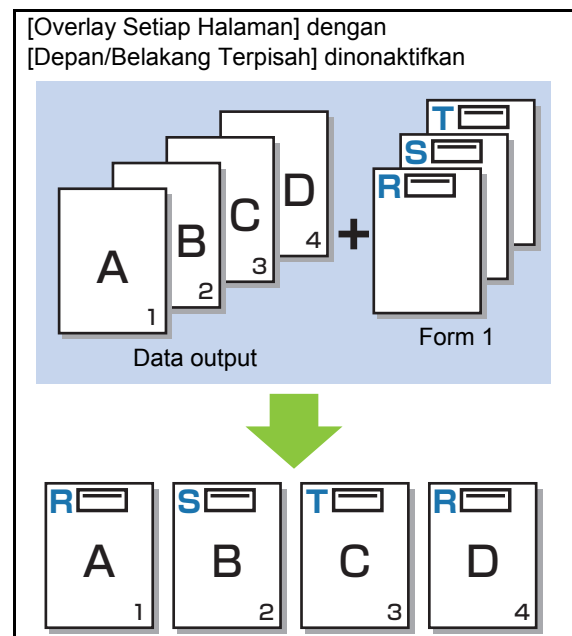 [Overlay Setiap Halaman] dengan
[Depan/Belakang Terpisah] dinonaktifkan
A 1
B 2
C 3
D 4
+
R
S
T
Data output
Form 1
R A 1
S B 2
T C 3
R D 4